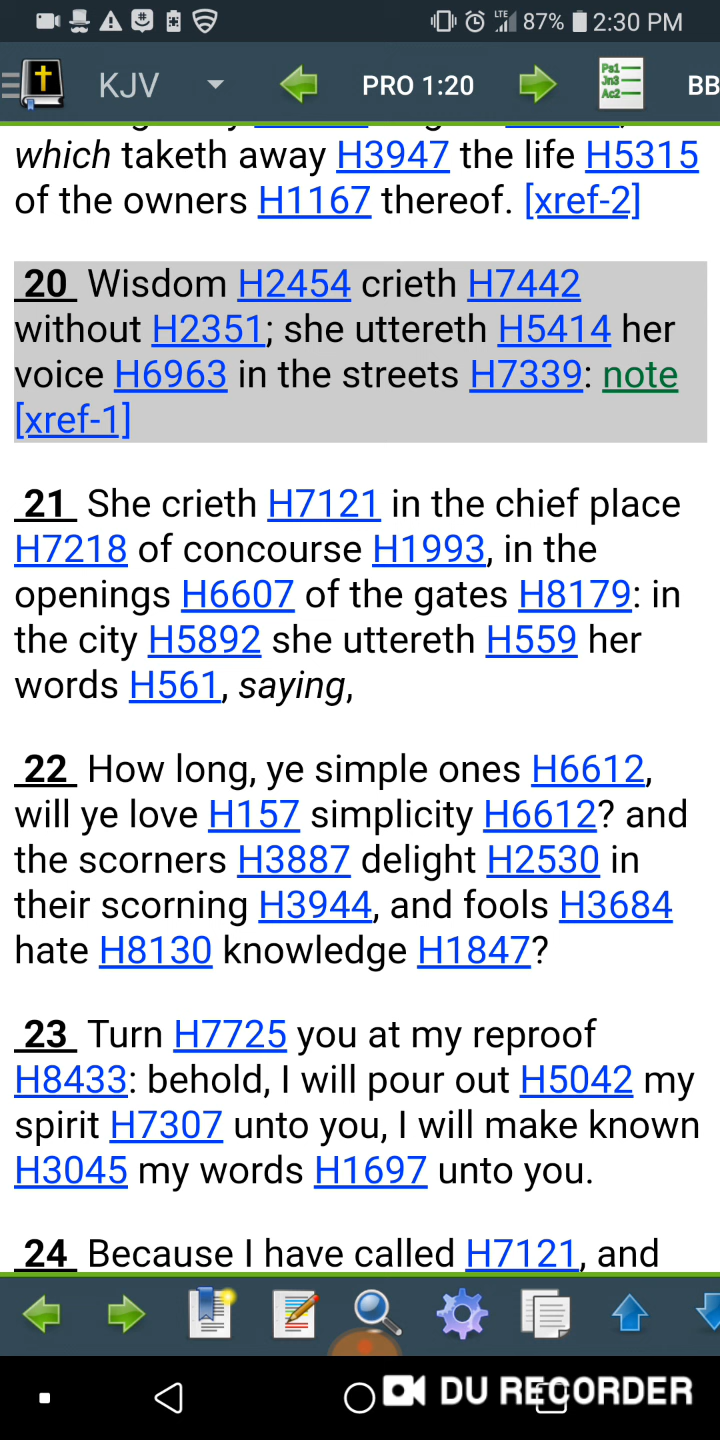 LTE 87% 2:30 PM
KJV PRO 1:20 Ps1 Jn3 Ac2 BB
which taketh away H3947 the life H5315
of the owners H1167 thereof. [xref-2]
20 Wisdom H2454 crieth H7442
without H2351; she uttereth H5414 her
voice H6963 in the streets H7339: note
[xref-1]
21 She crieth H7121 in the chief place
H7218 of concourse H1993, in the
openings H6607 of the gates H8179: in
the city H5892 she uttereth H559 her
words H561, saying,
22 How long, ye simple ones H6612,
will ye love H157 simplicity H6612? and
the scorners H3887 delight H2530 in
their scorning H3944, and fools H3684
hate H8130 knowledge H1847?
23 Turn H7725 you at my reproof
H8433: behold, I will pour out H5042 my
spirit H7307 unto you, I will make known
H3045 my words H1697 unto you.
24 Because I have called H7121, and
DU RECORDER